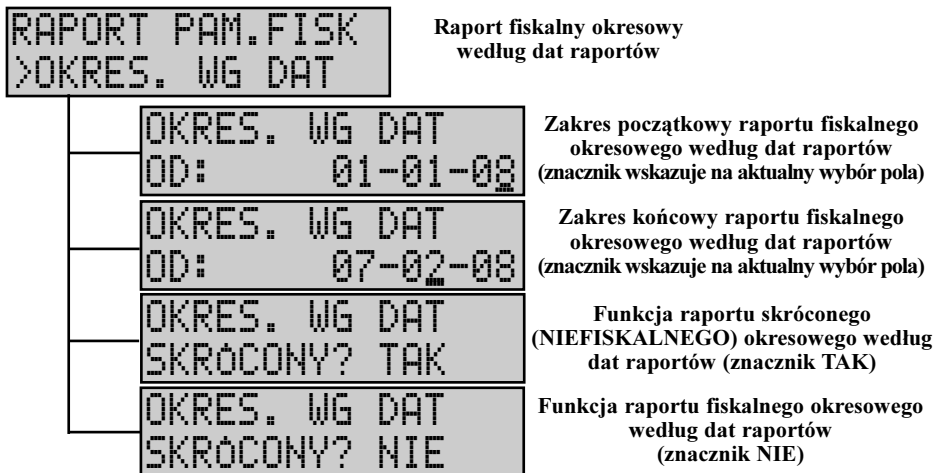 RAPORT PAM.FISK
>OKRES. WG DAT
Raport fiskalny okresowy
według dat raportów
OKRES. WG DAT
OD: 01-01-08
Zakres początkowy raportu fiskalnego
okresowego według dat raportów
(znacznik wskazuje na aktualny wybór pola)
OKRES. WG DAT
OD: 07-02-08
Zakres końcowy raportu fiskalnego
okresowego według dat raportów
(znacznik wskazuje na aktualny wybór pola)
OKRES. WG DAT
SKRÓCONY? TAK
Funkcja raportu skróconego
(NIEFISKALNEGO) okresowego według
dat raportów (znacznik TAK)
OKRES. WG DAT
SKRÓCONY? NIE
Funkcja raportu fiskalnego okresowego
według dat raportów
(znacznik NIE)